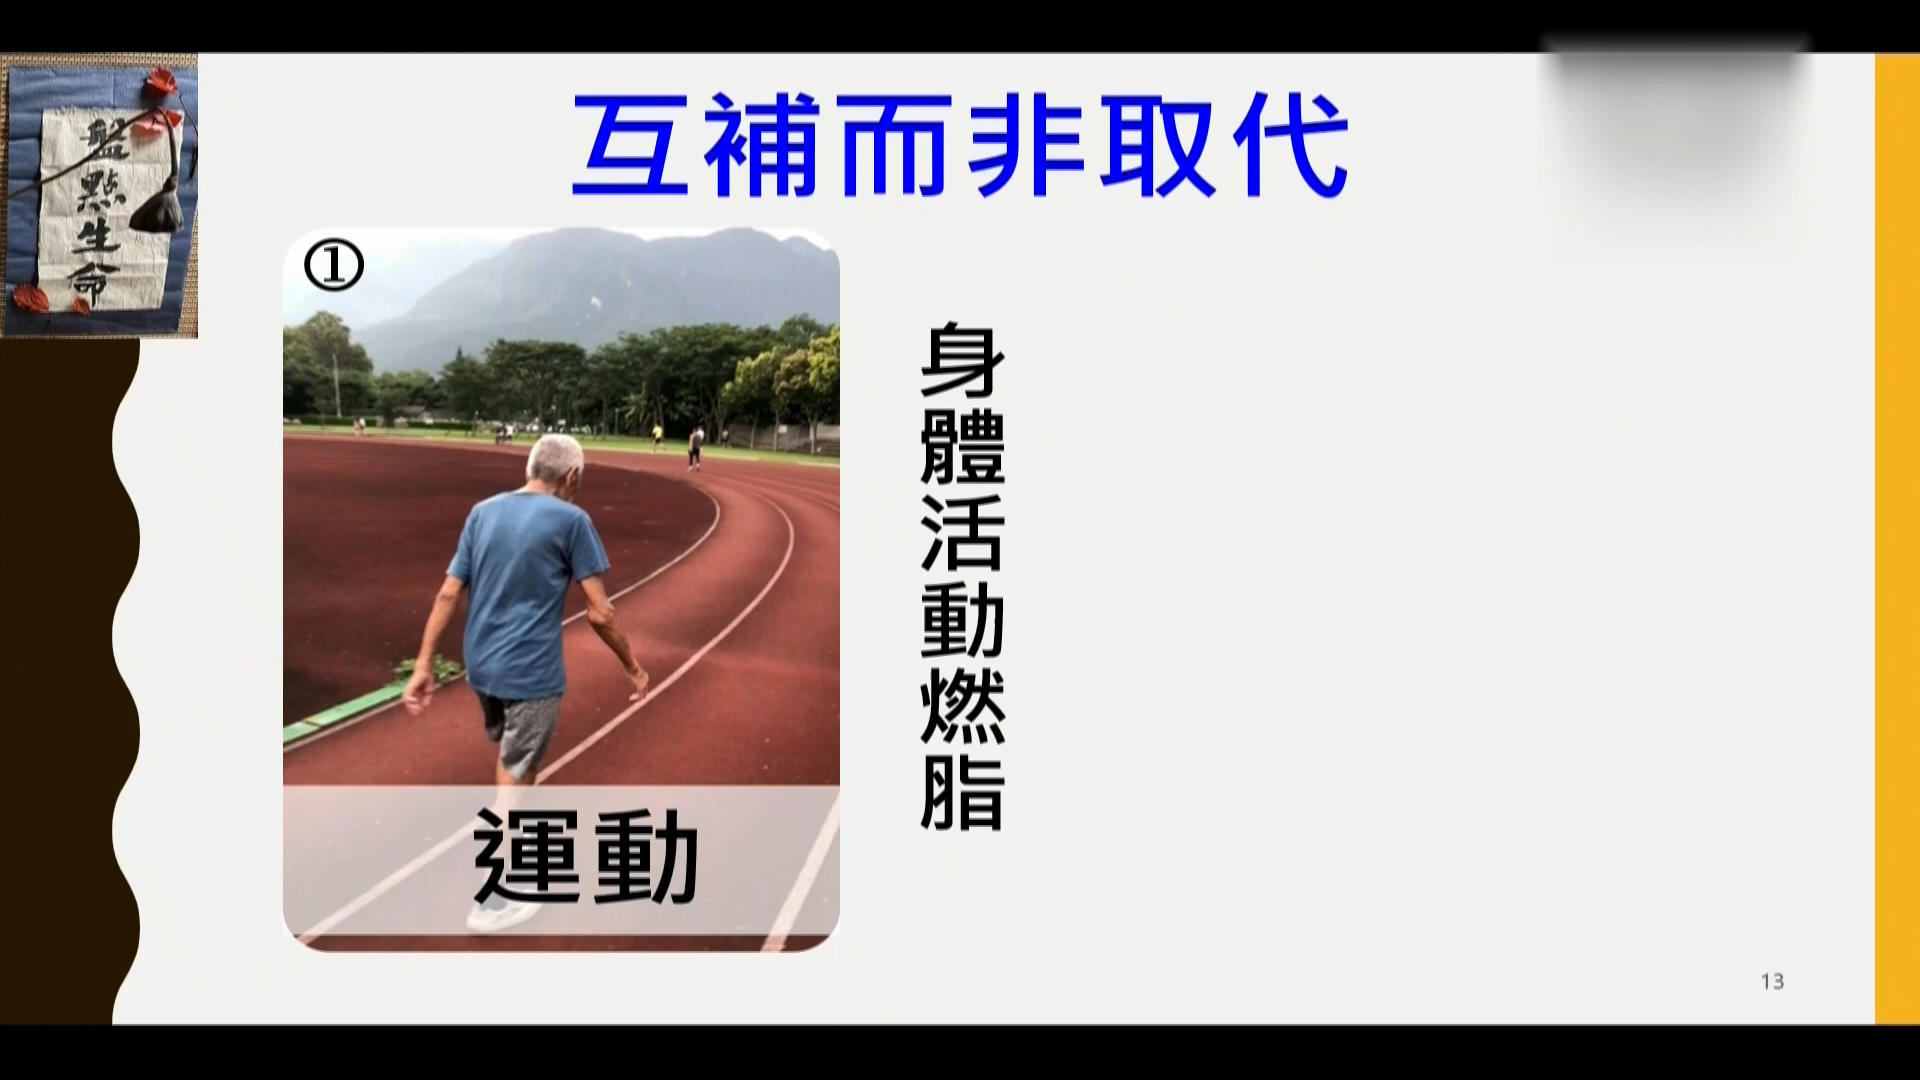 互補而非取代
盤點生命
①
運動
身體活動燃脂
13